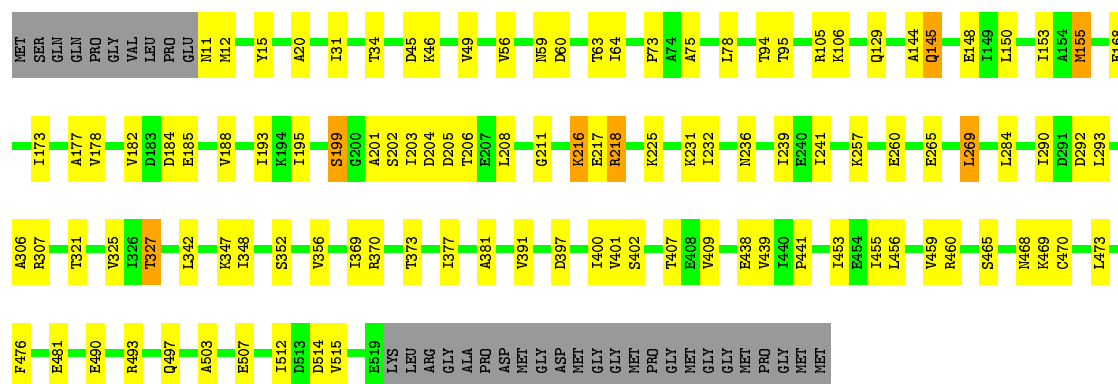 MET SER GLN GLN PRO GLY VAL LEU PRO GLU N11 M12 Y15 A20 I31 T34 D45 K46 V49 V56 N59 D60 T63 I64 P73 A74 A75 L78 T94 T95 R105 K106 Q129 A144 Q145 E148 I149 L150 I153 A154 M155
I173 A177 V178 V182 D183 D184 E185 V188 I193 K194 I195 S199 G200 A201 S202 I203 D204 D205 T206 E207 L208 G211 K216 E217 R218 K225 K231 I232 N236 I239 E240 I241 K257 E260 E265 L269 L284 I290 D291 D292 L293
A306 R307 T321 V325 I326 T327 L342 K347 I348 S352 V356 I369 R370 T373 I377 A381 V391 D397 I400 V401 S402 T407 E408 V409 E438 V439 I440 P441 I453 E454 I455 L456 V459 R460 S465 N468 K469 C470 L473
F476 E481 E490 R493 Q497 A503 E507 I512 D513 D514 V515 E519 LYS LEU ARG GLY ALA PRO ASP MET GLY ASP MET GLY GLY MET PRO GLY MET GLY GLY MET PRO GLY MET MET